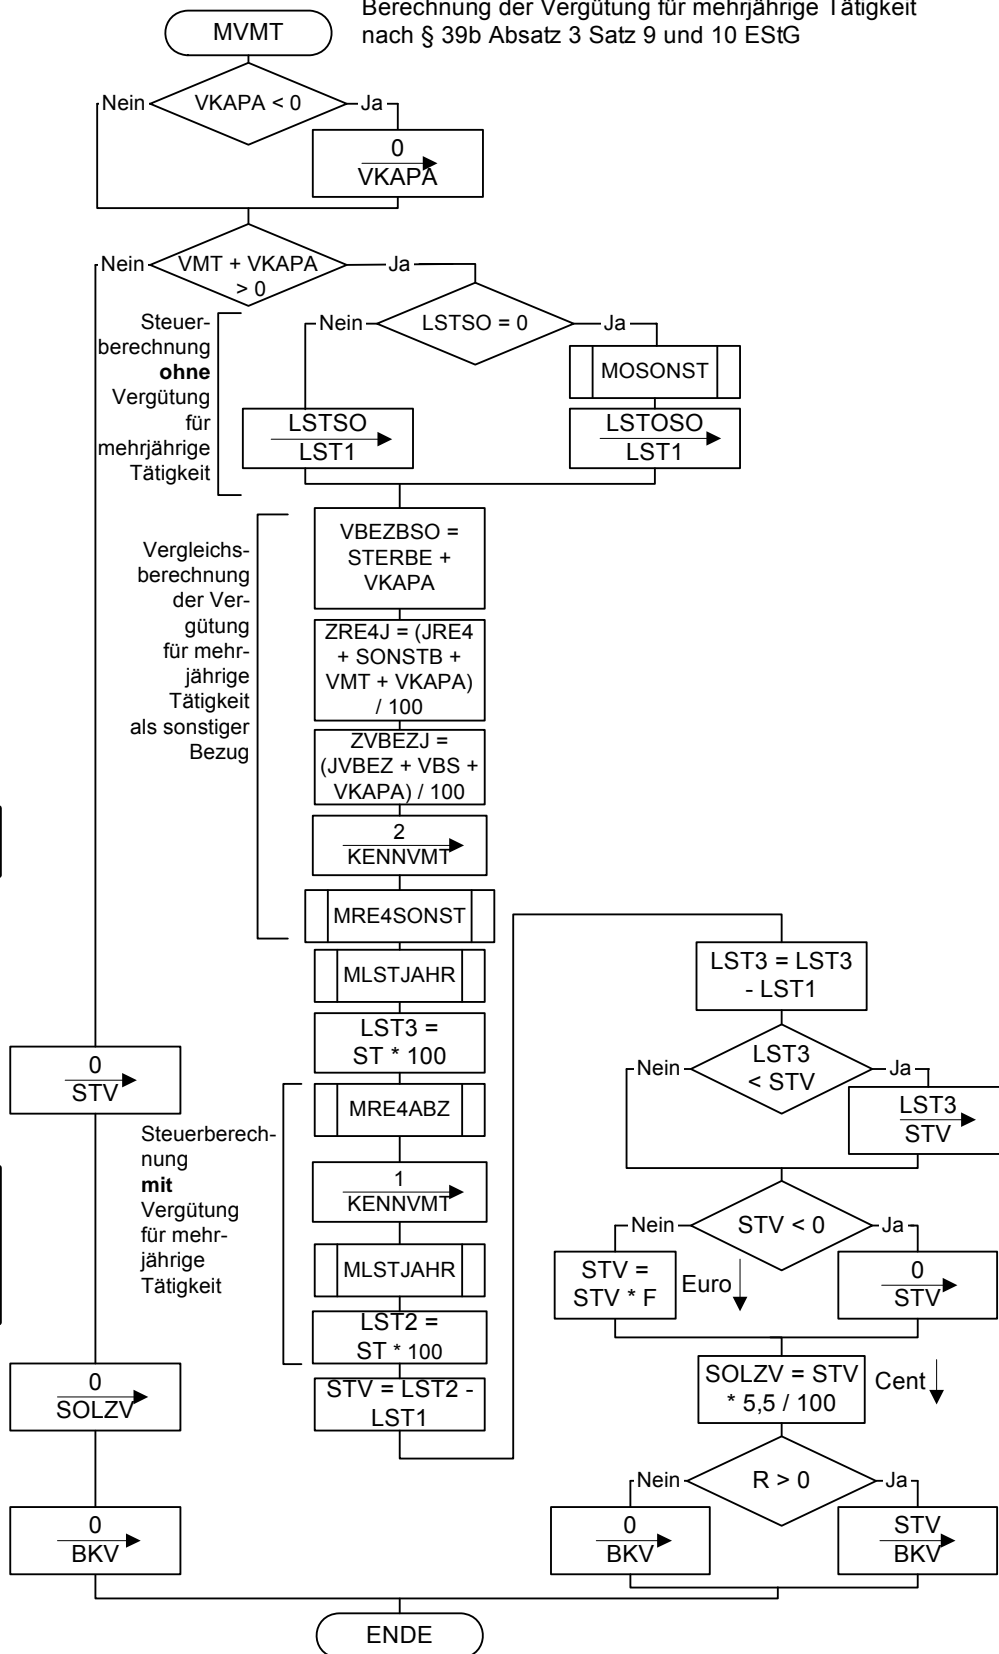 Berechnung der Vergütung für mehrjährige Tätigkeit
nach § 39b Absatz 3 Satz 9 und 10 EStG
MVMT
Nein
VKAPA < 0
Ja
0
VKAPA
Nein
VMT + VKAPA
> 0
Ja
Steuer-
berechnung
ohne
Vergütung
für
mehrjährige
Tätigkeit
Nein
LSTSO = 0
Ja
MOSONST
LSTSO
LST1
LSTOSO
LST1
Vergleichs-
berechnung
der Ver-
gütung
für mehr-
jährige
Tätigkeit
als sonstiger
Bezug
VBEZBSO =
STERBE +
VKAPA
ZRE4J = (JRE4
+ SONSTB +
VMT + VKAPA)
/ 100
ZVBEZJ =
(JVBEZ + VBS +
VKAPA) / 100
2
KENNVMT
MRE4SONST
MLSTJAHR
LST3 =
ST * 100
0
STV
Steuerberech-
nung
mit
Vergütung
für mehr-
jährige
Tätigkeit
MRE4ABZ
1
KENNVMT
MLSTJAHR
LST2 =
ST * 100
STV = LST2 -
LST1
0
SOLZV
0
BKV
LST3 = LST3
- LST1
Nein
LST3
< STV
Ja
LST3
STV
Nein
STV < 0
Ja
STV =
STV * F
Euro
0
STV
SOLZV = STV
* 5,5 / 100
Cent
Nein
R > 0
Ja
0
BKV
STV
BKV
ENDE